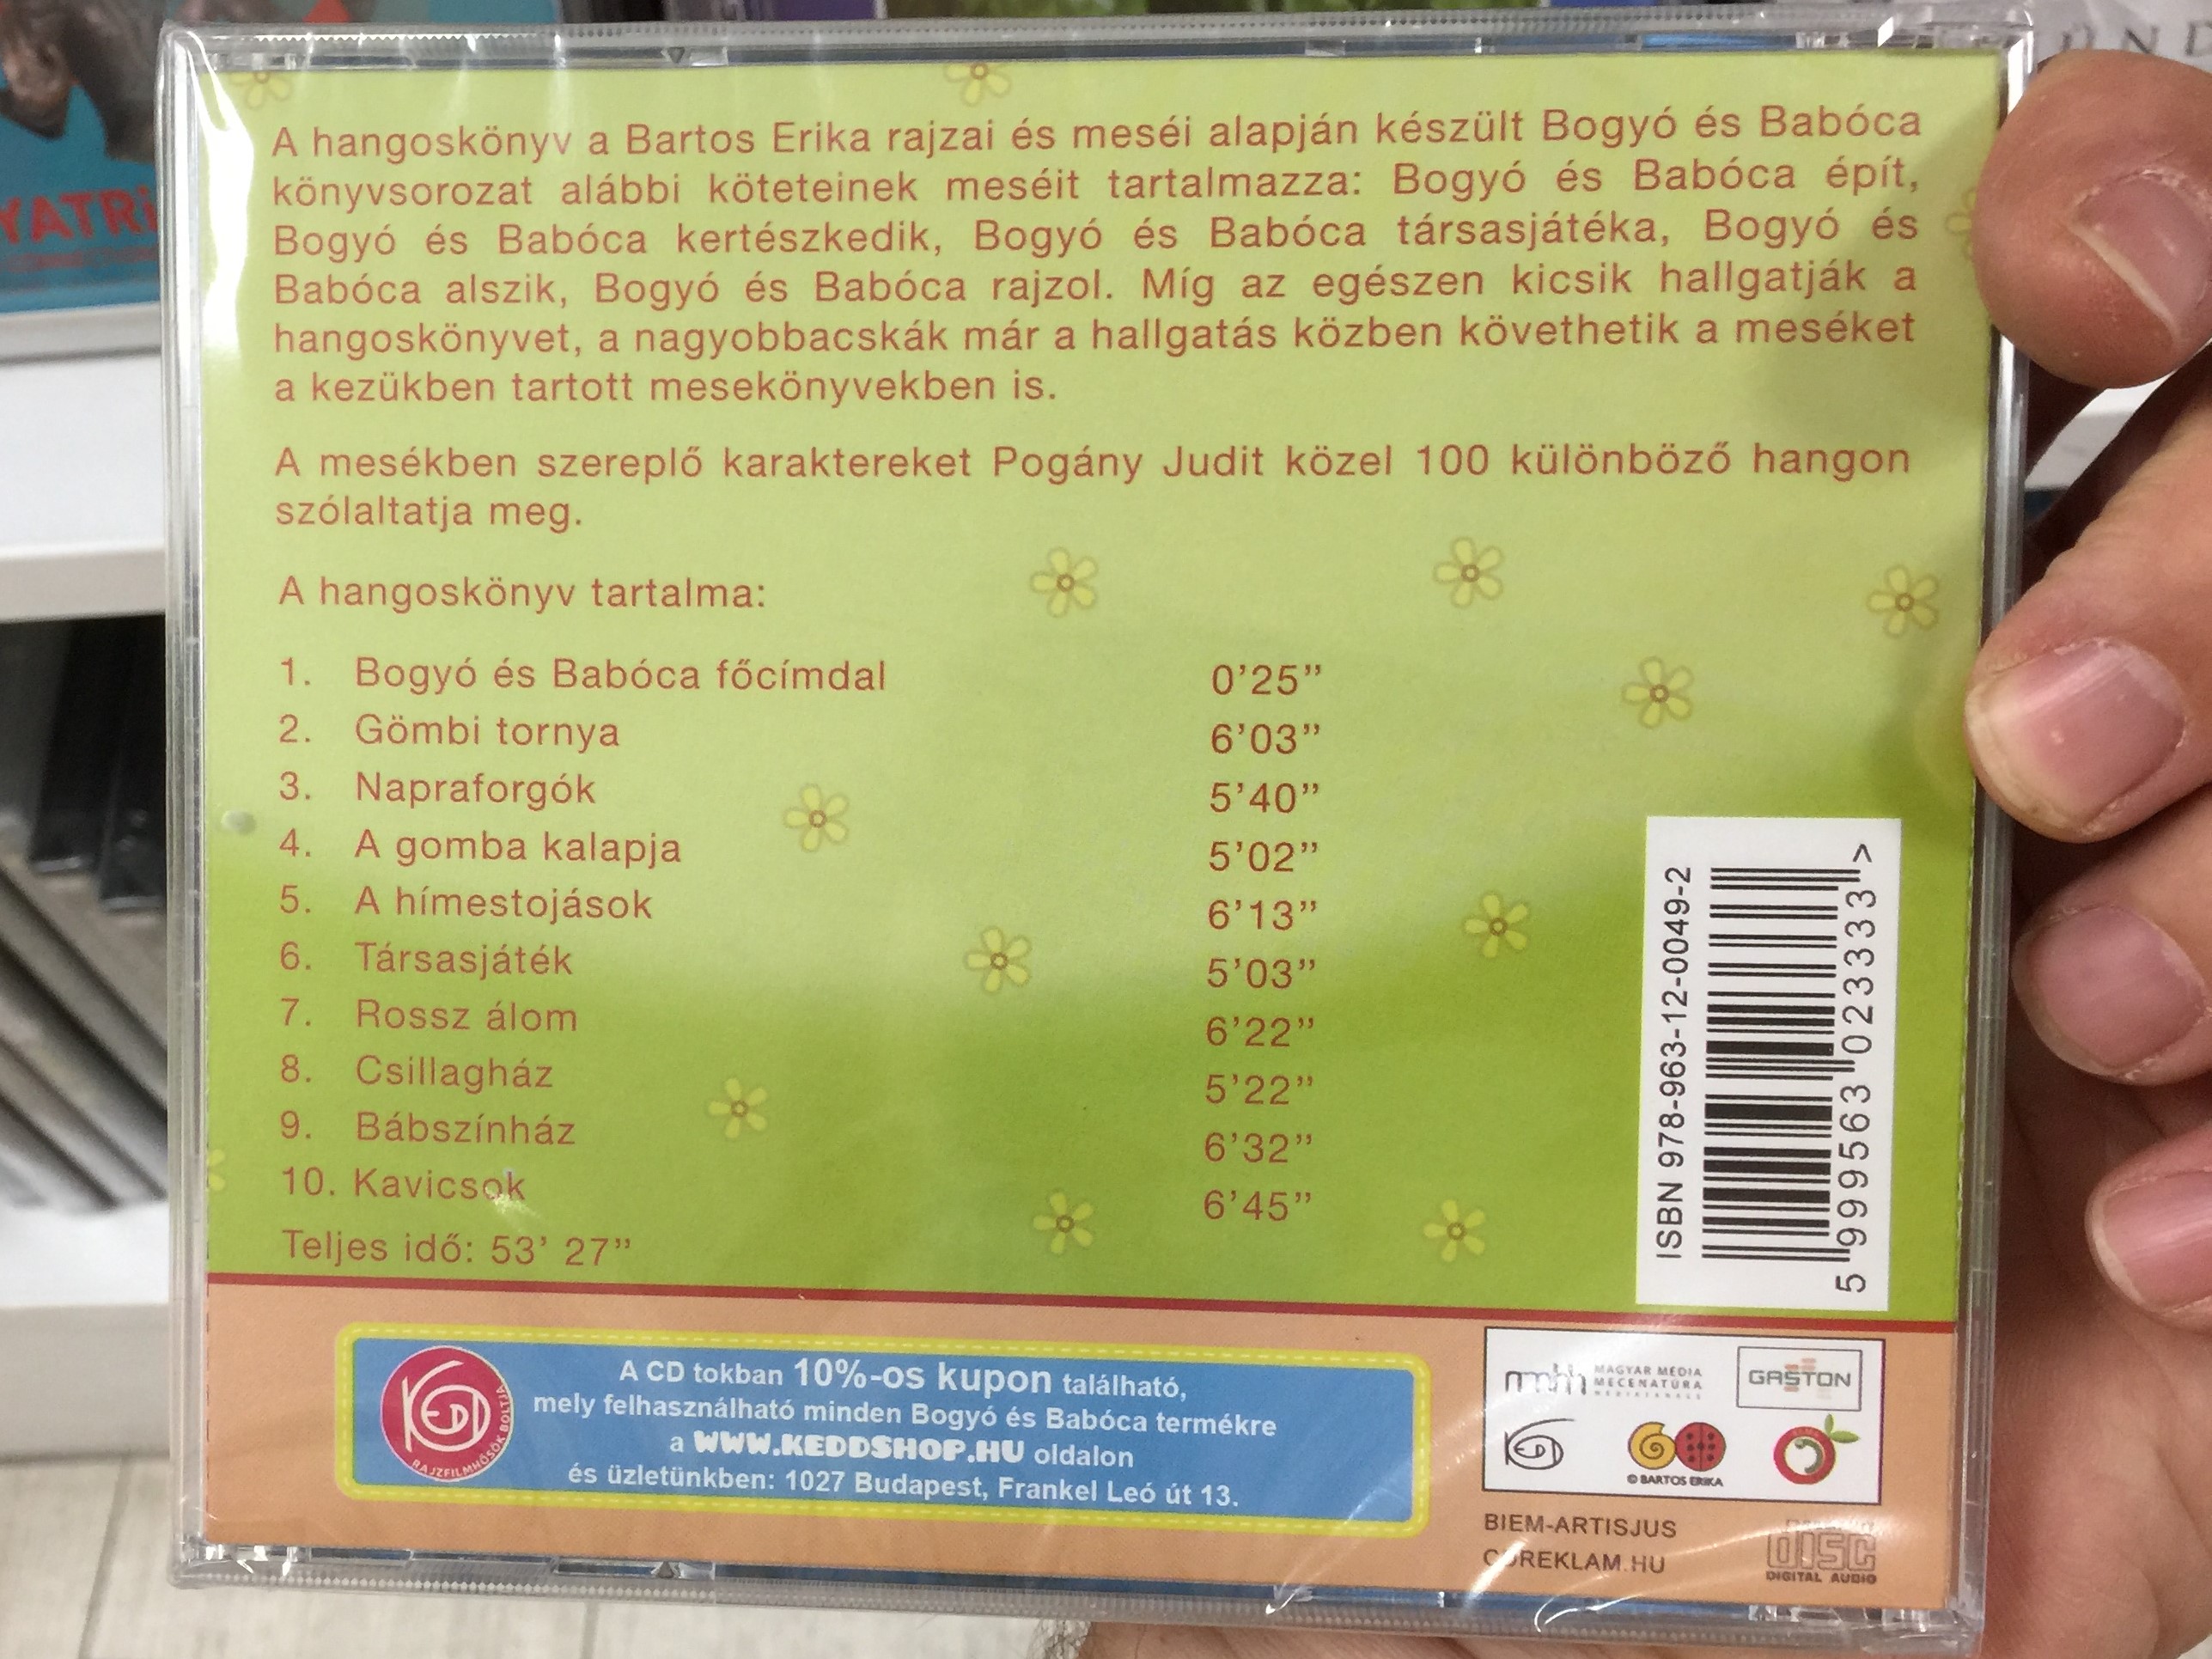 A hangoskönyv a Bartos Erika rajzai és meséi alapján készült Bogyó és Babóca
könyvsorozat alábbi köteteinek meséit tartalmazza: Bogyó és Babóca épít,
Bogyó és Babóca kertészkedik, Bogyó és Babóca társasjátéka, Bogyó és
Babóca alszik, Bogyó és Babóca rajzol. Míg az egészen kicsik hallgatják a
hangoskönyvet, a nagyobbacskák már a hallgatás közben követhetik a meséket
a kezükben tartott mesekönyvekben is.
A mesékben szereplő karaktereket Pogány Judit közel 100 különböző hangon
szólaltatja meg.
A hangoskönyv tartalma:
1. Bogyó és Babóca főcímdal 0'25"
2. Gömbi tornya 6'03"
3. Napraforgók 5'40"
4. A gomba kalapja 5'02"
5. A hímestojások 6'13"
6. Társasjáték 5'03"
7. Rossz álom 6'22"
8. Csillagház 5'22"
9. Bábszínház 6'32"
10. Kavicsok 6'45"
Teljes idő: 53' 27"
ISBN 978-963-12-0049-2
5 999563 023333 >
KEDD
RAJZFILMHŐSÖK BOLTJA
A CD tokban 10%-os kupon található,
mely felhasználható minden Bogyó és Babóca termékre
a WWW.KEDDSHOP.HU oldalon
és üzletünkben: 1027 Budapest, Frankel Leó út 13.
MAGYAR MÉDIA
MECENATÚRA
GASTON
KEDD
© BARTOS ERIKA
BIEM-ARTISJUS
DISC
DIGITAL AUDIO
YATRi